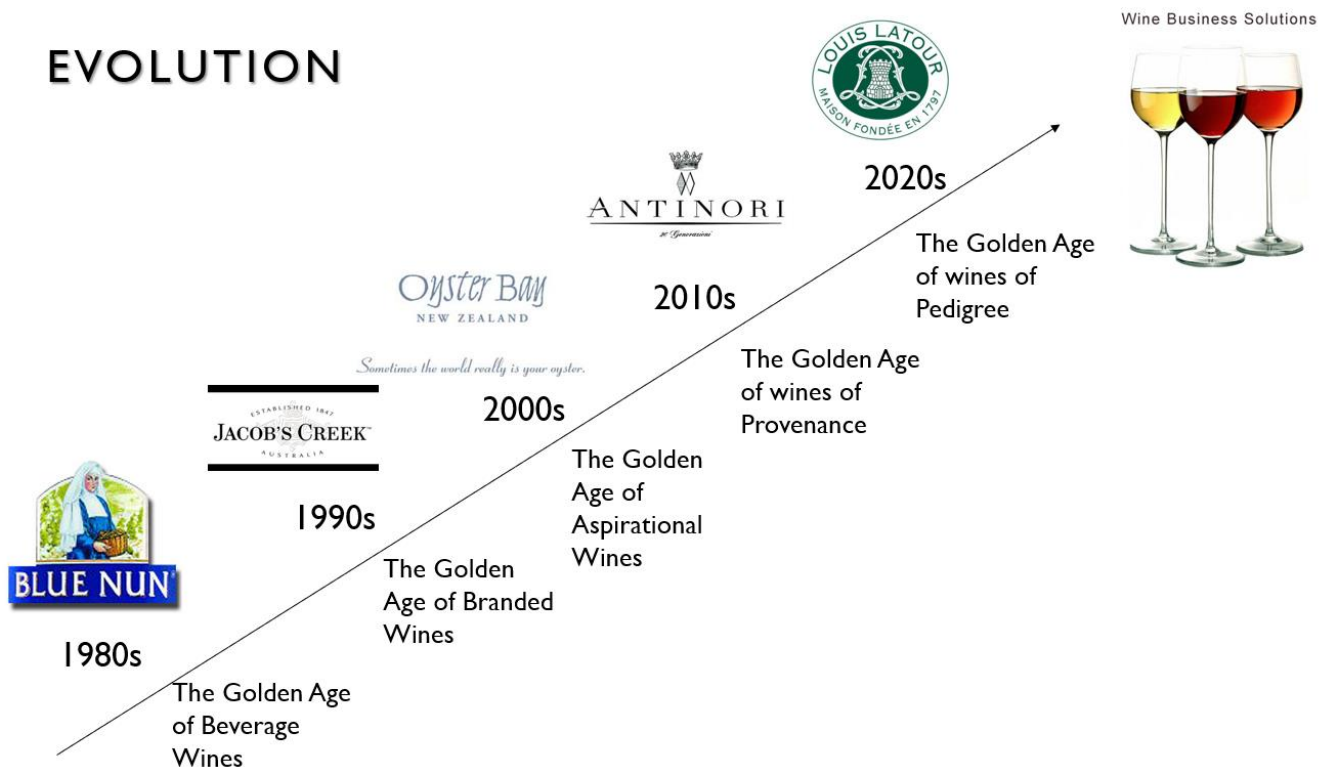 Wine Business Solutions
EVOLUTION
LOUIS LATOUR
MAISON FONDÉE EN 1797
2020s
The Golden Age
of wines of
Pedigree
ANTINORI
26 Generazioni
2010s
The Golden Age
of wines of
Provenance
Oyster Bay
NEW ZEALAND
Sometimes the world really is your oyster.
2000s
The Golden
Age of
Aspirational
Wines
ESTABLISHED 1847
JACOB'S CREEK™
AUSTRALIA
1990s
The Golden
Age of Branded
Wines
BLUE NUN®
1980s
The Golden Age
of Beverage
Wines